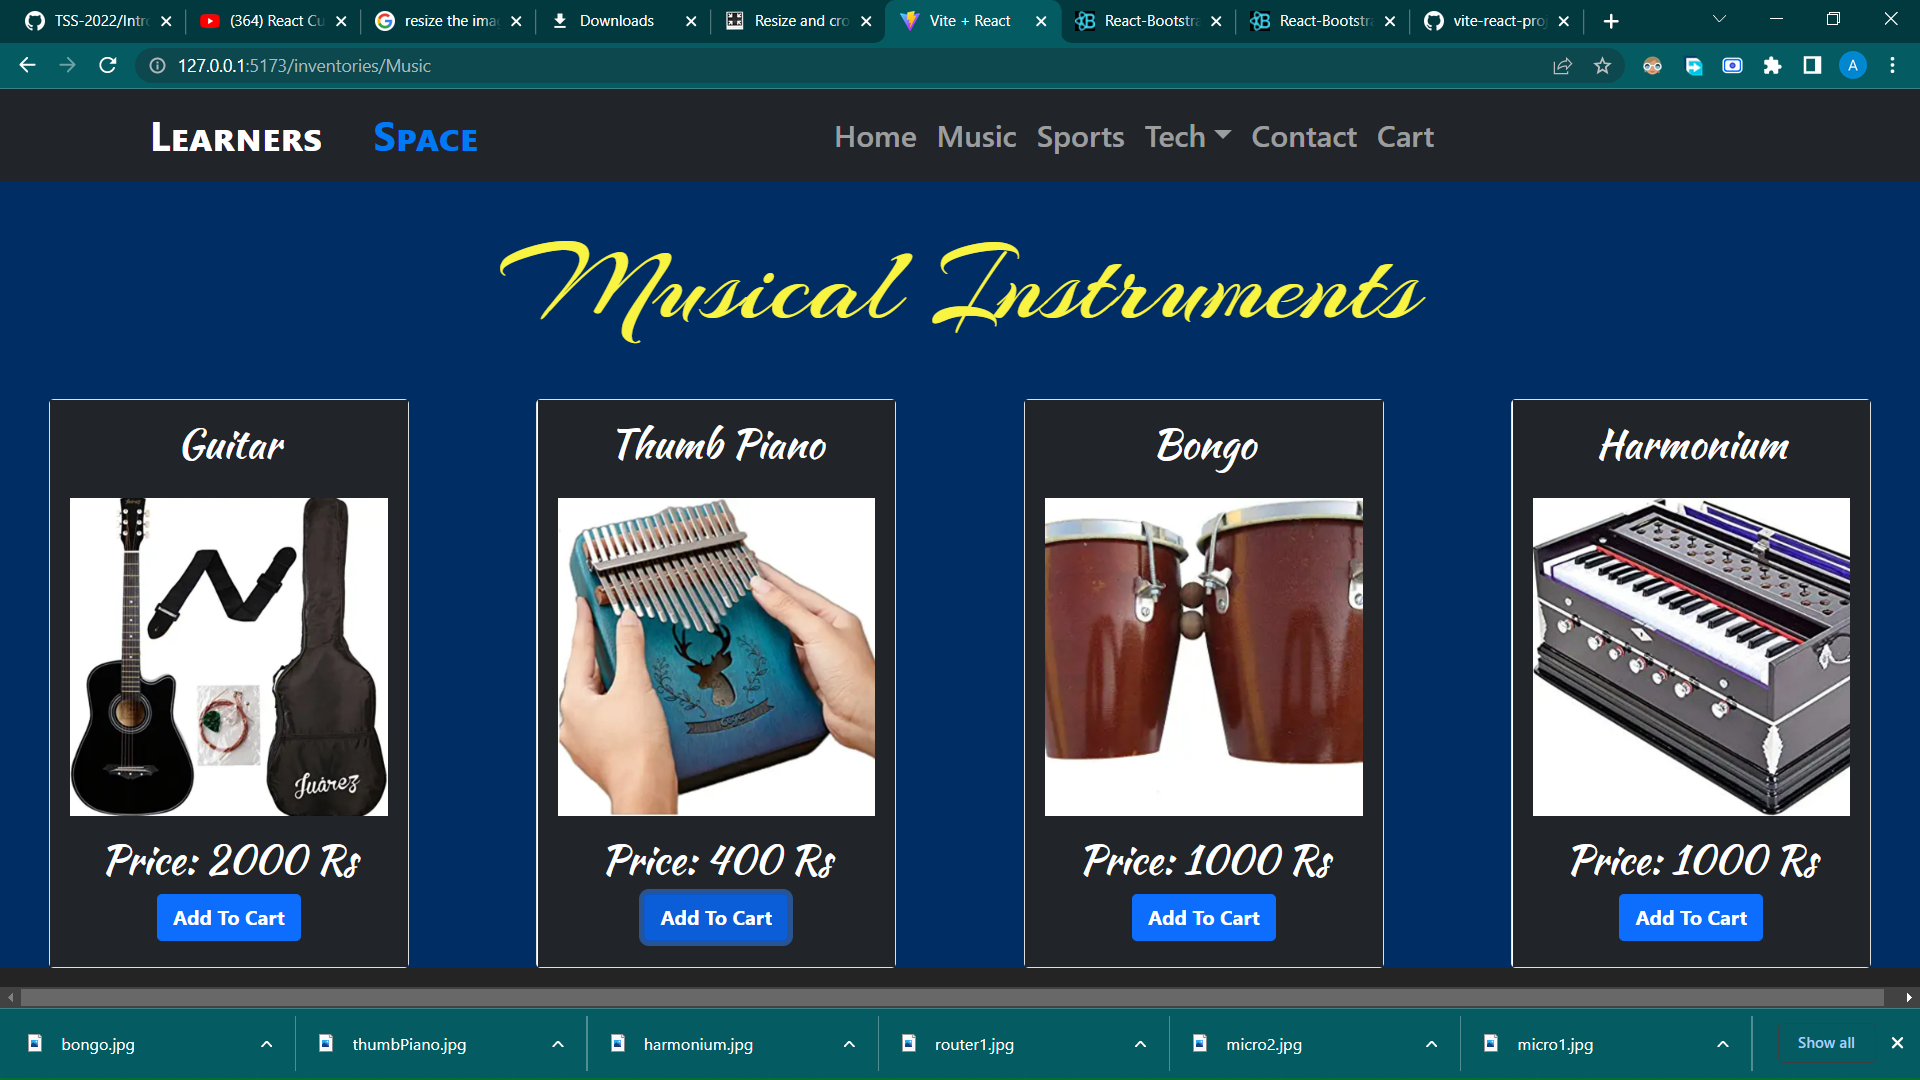 TSS-2022/Intr
(364) React Cu
resize the ima
Downloads
Resize and cro
Vite + React
React-Bootstra
React-Bootstra
vite-react-proj
127.0.0.1:5173/inventories/Music
A
Learners Space
Home Music Sports Tech Contact Cart
Musical Instruments
Guitar
Thumb Piano
Bongo
Harmonium
Juârez
Price: 2000 Rs
Price: 400 Rs
Price: 1000 Rs
Price: 1000 Rs
Add To Cart
Add To Cart
Add To Cart
Add To Cart
bongo.jpg
thumbPiano.jpg
harmonium.jpg
router1.jpg
micro2.jpg
micro1.jpg
Show all